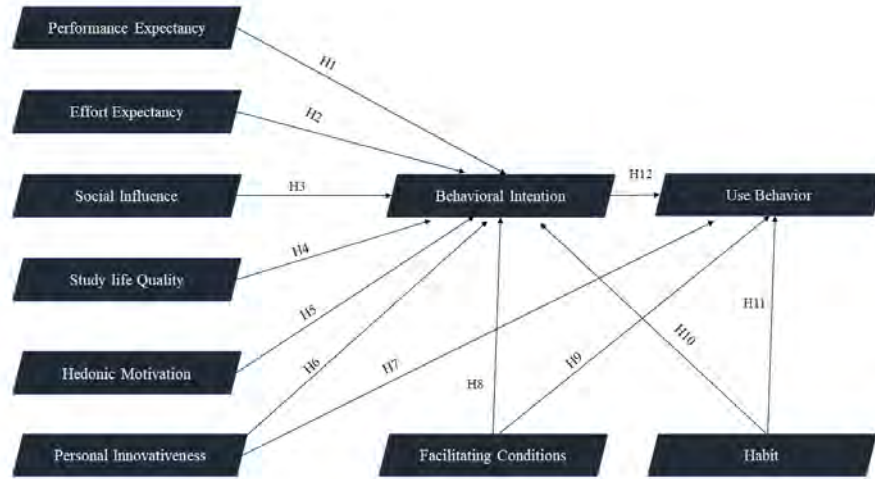 Performance Expectancy
H1
Effort Expectancy
H2
Social Influence
H3
Behavioral Intention
H12
Use Behavior
Study life Quality
H4
H5
Hedonic Motivation
H6
H7
H8
H9
H10
H11
Personal Innovativeness
Facilitating Conditions
Habit